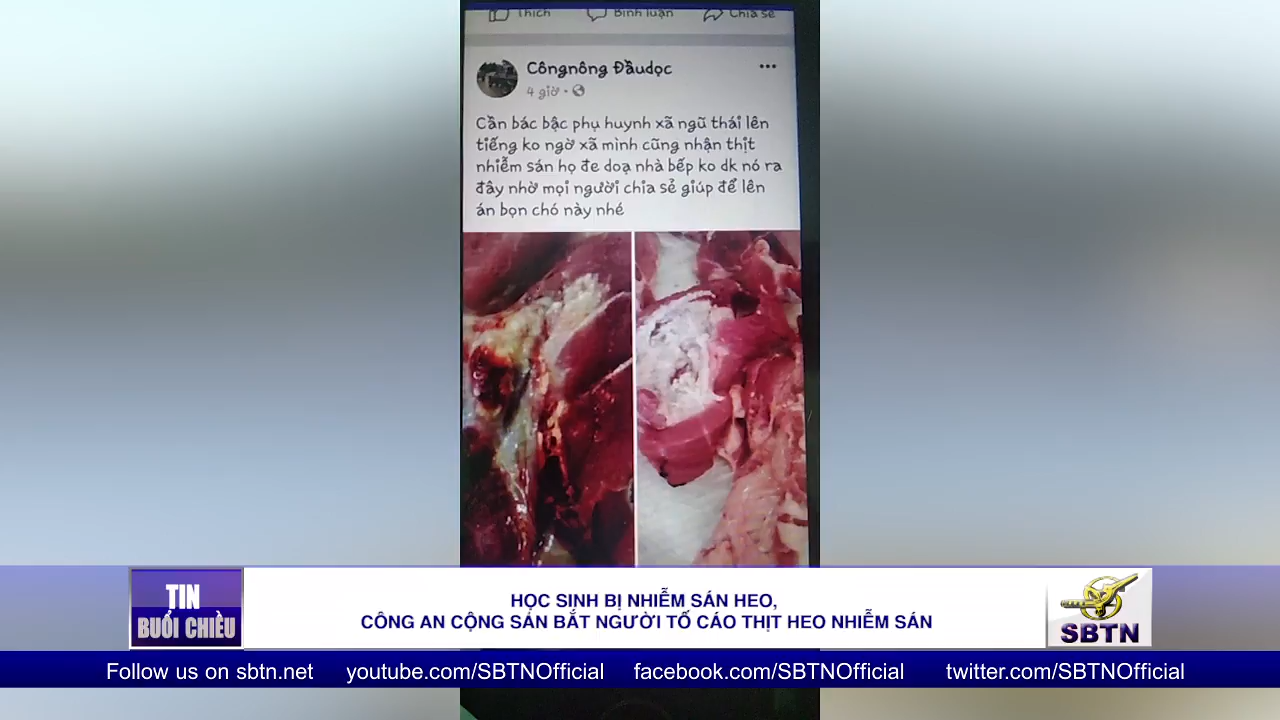 Thích Bình luận Chia sẻ
Côngnông Đầudọc
4 giờ
Cần bác bậc phụ huynh xã ngũ thái lên
tiếng ko ngờ xã mình cũng nhận thịt
nhiễm sán họ đe doạ nhà bếp ko dk nó ra
đây nhờ mọi người chia sẻ giúp để lên
án bọn chó này nhé
TIN
BUỔI CHIỀU
HỌC SINH BỊ NHIỄM SÁN HEO,
CÔNG AN CỘNG SẢN BẮT NGƯỜI TỐ CÁO THỊT HEO NHIỄM SÁN
SBTN
Follow us on sbtn.net youtube.com/SBTNOfficial facebook.com/SBTNOfficial twitter.com/SBTNOfficial